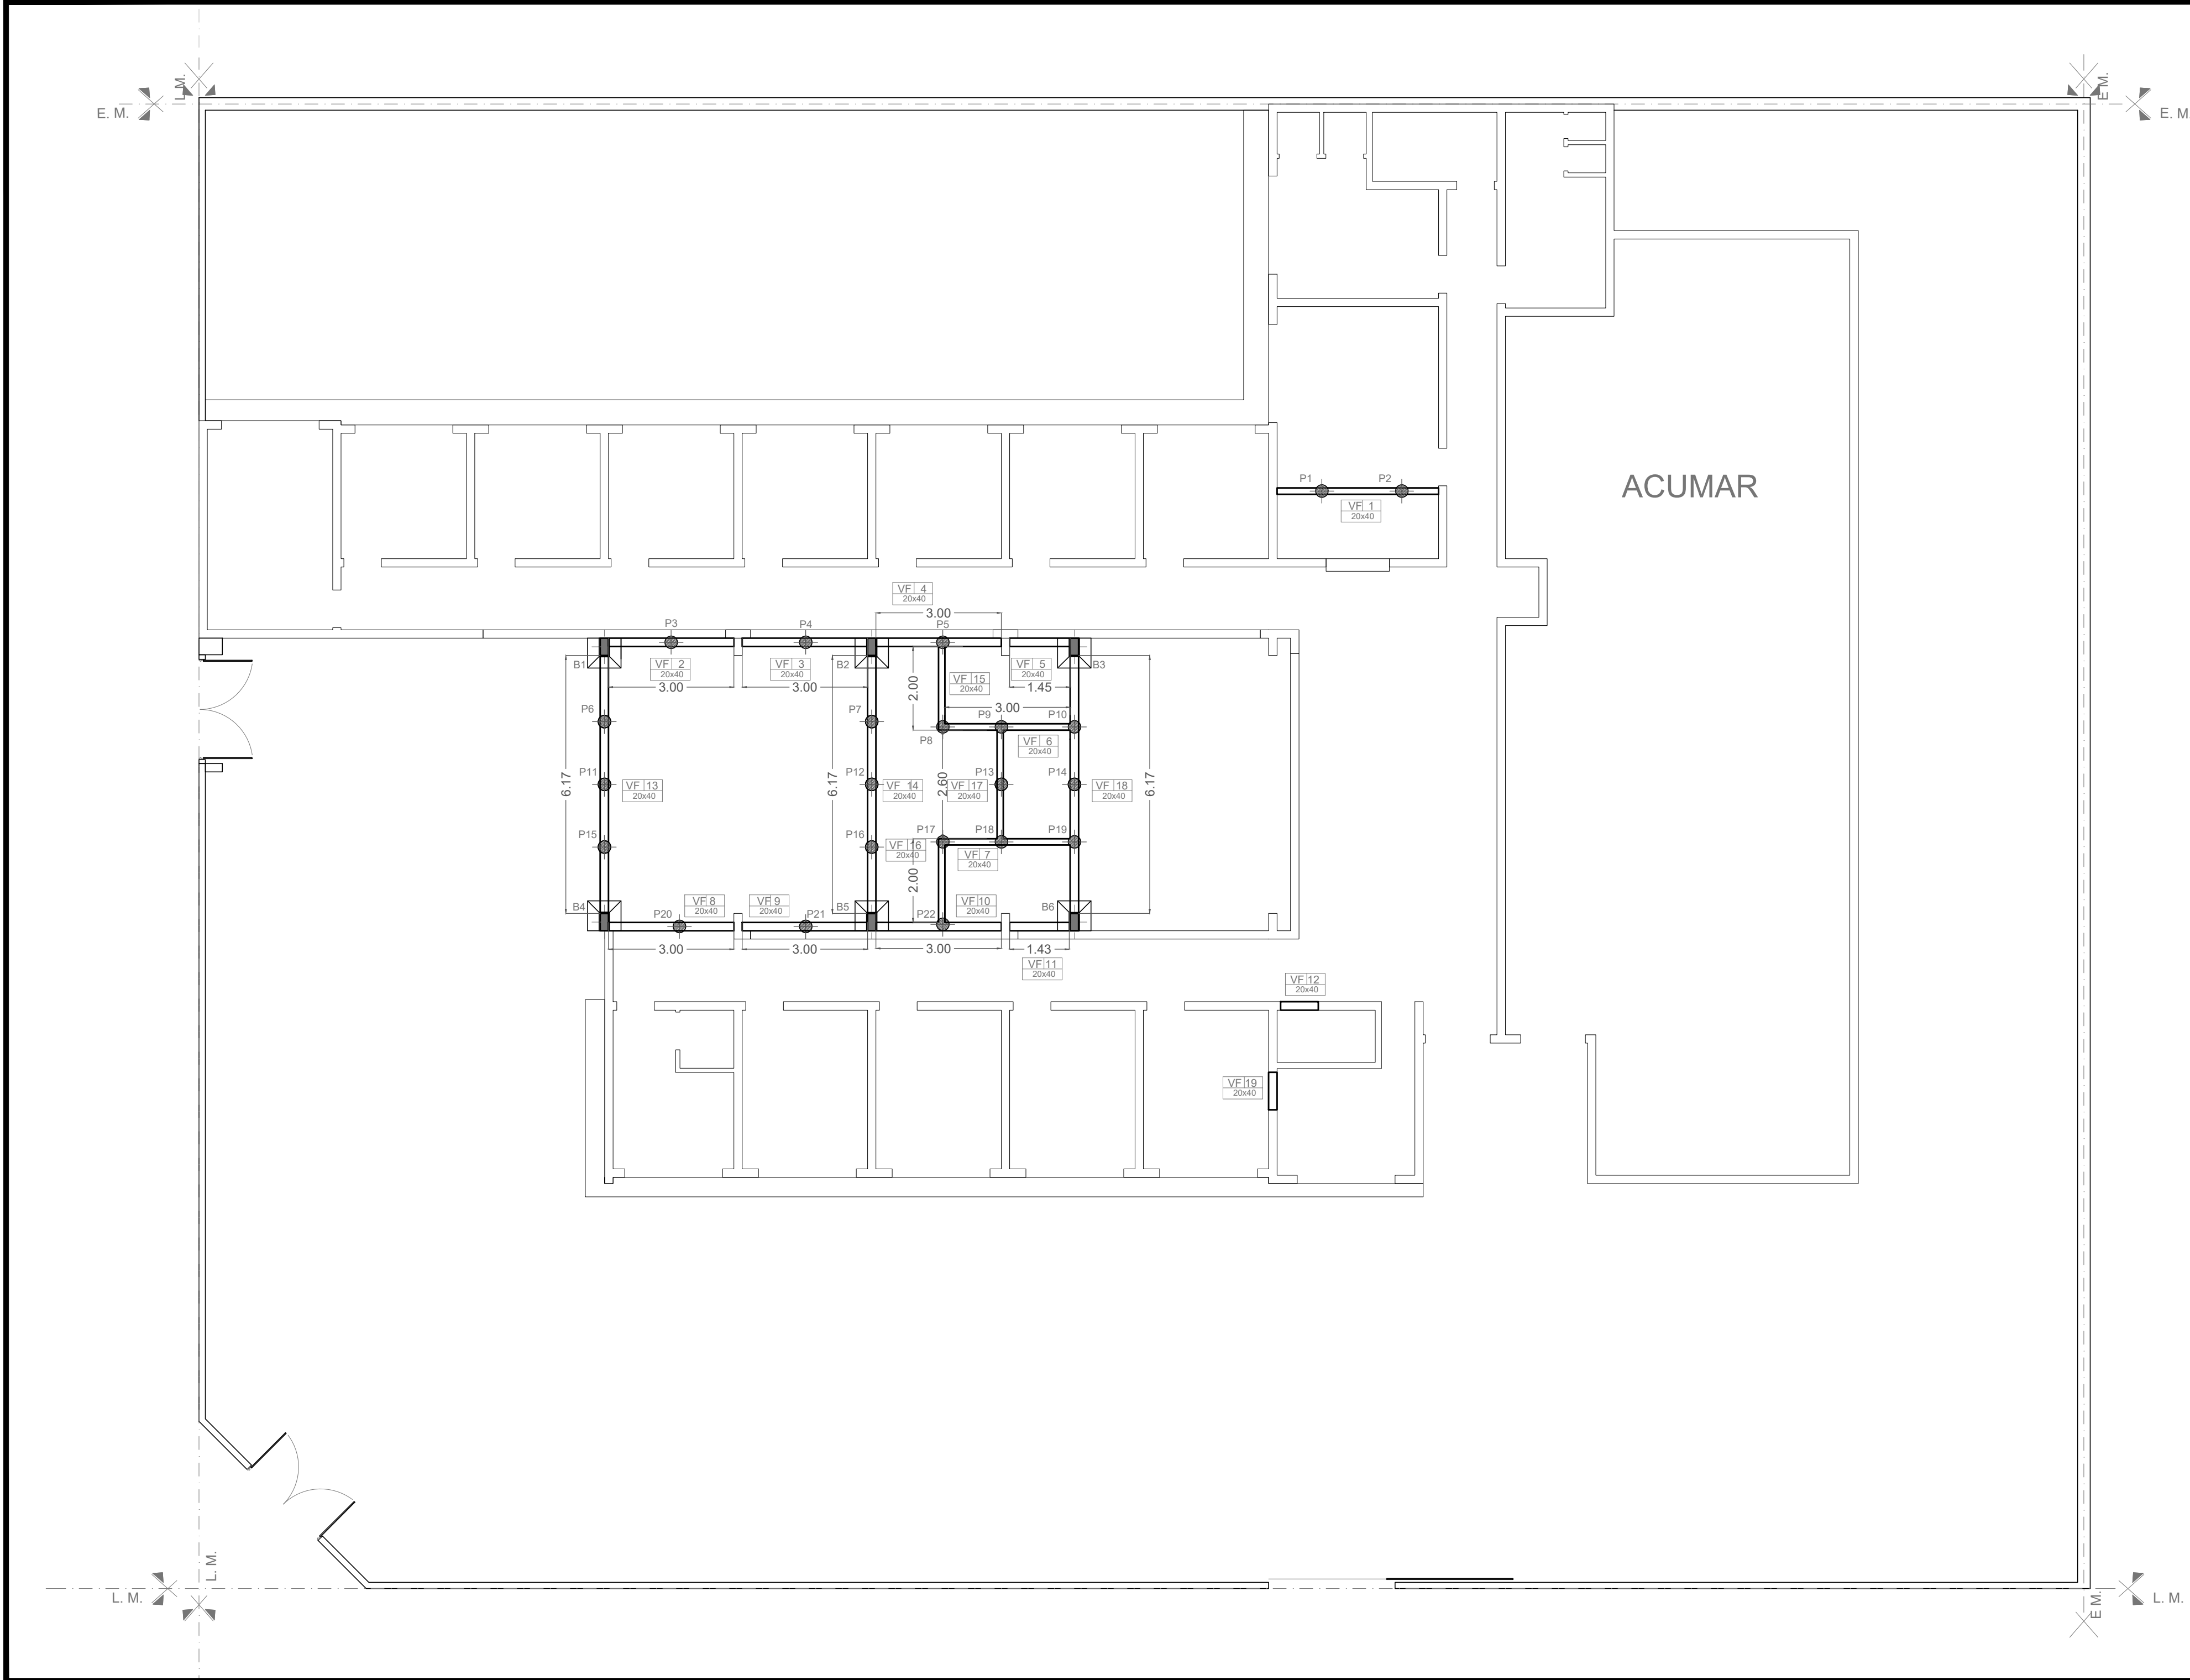 L. M.
E M.
E. M.
E. M
ACUMAR
P1
P2
VF 1
20x40
VF 4
20x40
3.00
P3
P4
P5
B1
VF 2
20x40
3.00
VF 3
20x40
3.00
B2
2.00
VF 15
20x40
VF 5
20x40
1.45
B3
3.00
P6
P7
P8
P9
P10
VF 6
20x40
6.17
P11
VF 13
20x40
6.17
P12
VF 14
20x40
2.60
VF 17
20x40
P13
P14
VF 18
20x40
6.17
P15
P16
VF 16
20x40
P17
P18
P19
VF 7
20x40
2.00
B4
P20
VF 8
20x40
VF 9
20x40
P21
B5
P22
VF 10
20x40
B6
3.00
3.00
3.00
1.43
VF 11
20x40
VF 12
20x40
VF 19
20x40
L. M.
L. M.
E M.
L. M.